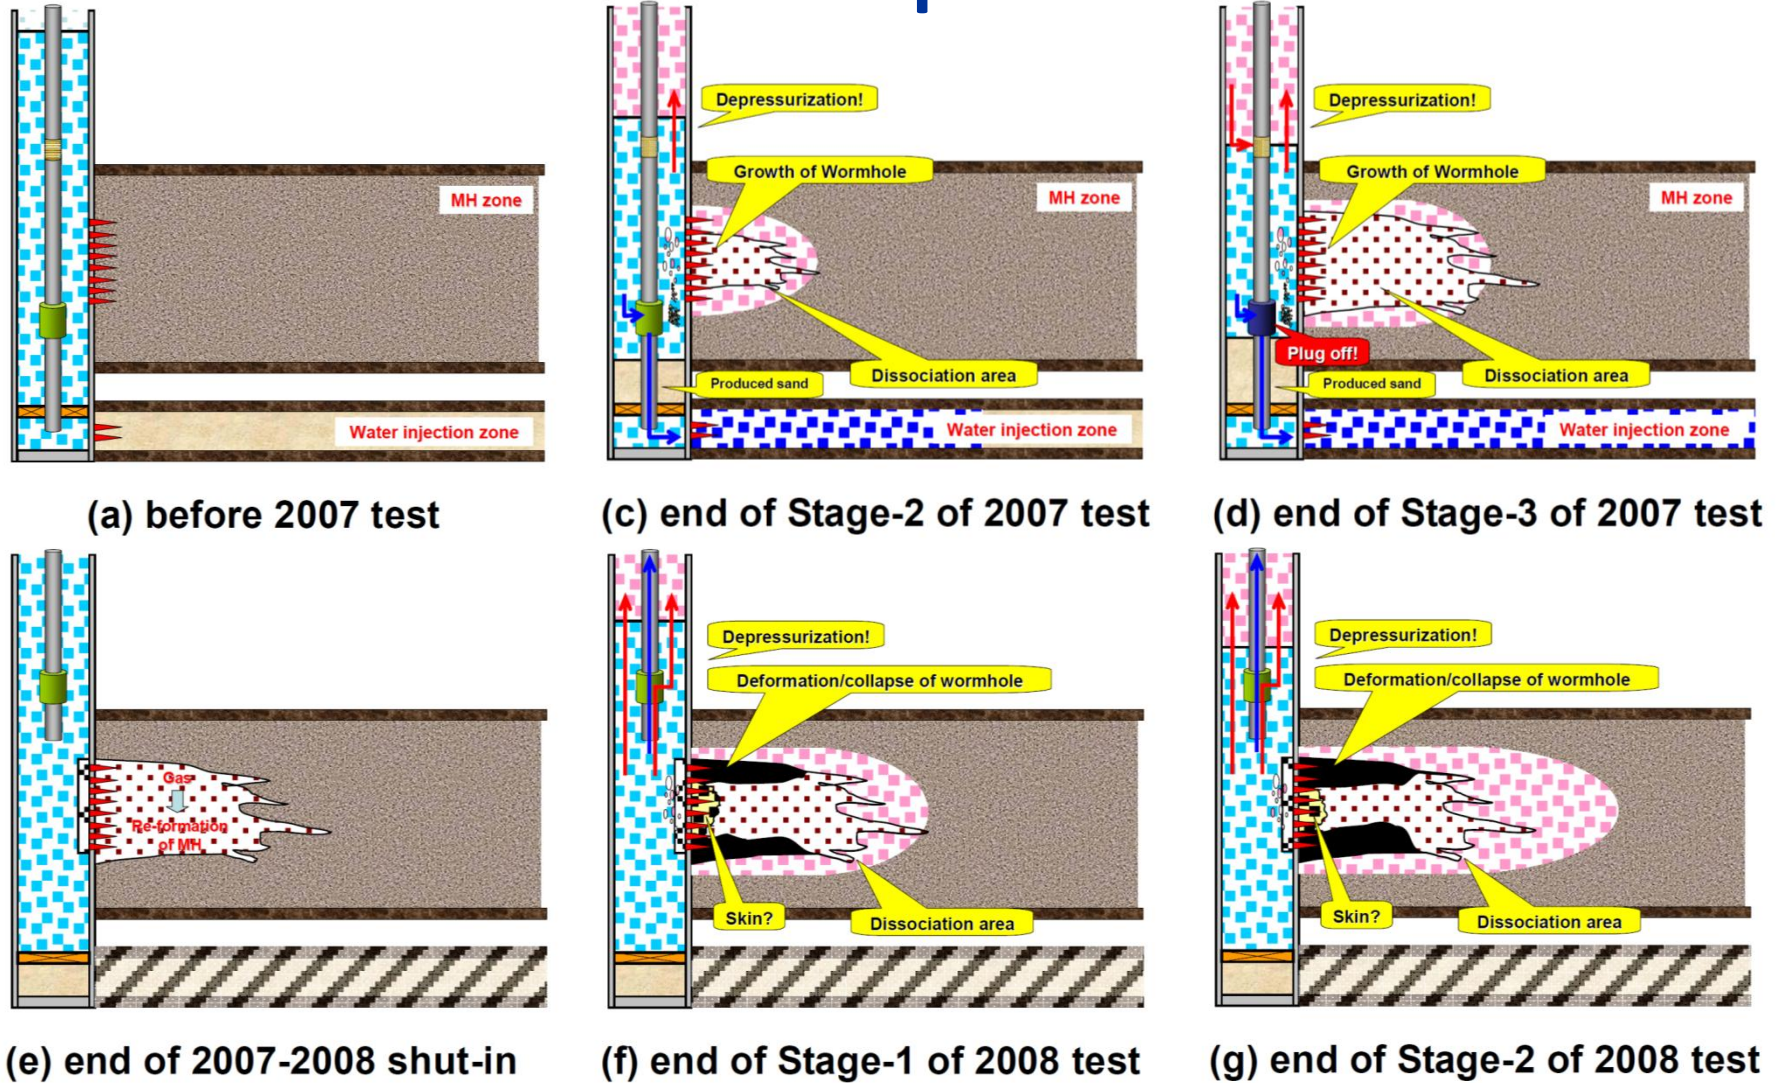 Depressurization!
Depressurization!
Growth of Wormhole
Growth of Wormhole
MH zone
MH zone
MH zone
Plug off!
Produced sand
Dissociation area
Produced sand
Dissociation area
Water injection zone
Water injection zone
Water injection zone
(a) before 2007 test
(c) end of Stage-2 of 2007 test
(d) end of Stage-3 of 2007 test
Depressurization!
Depressurization!
Deformation/collapse of wormhole
Deformation/collapse of wormhole
Gas
Re-formation
of MH
Skin?
Dissociation area
Skin?
Dissociation area
(e) end of 2007-2008 shut-in
(f) end of Stage-1 of 2008 test
(g) end of Stage-2 of 2008 test